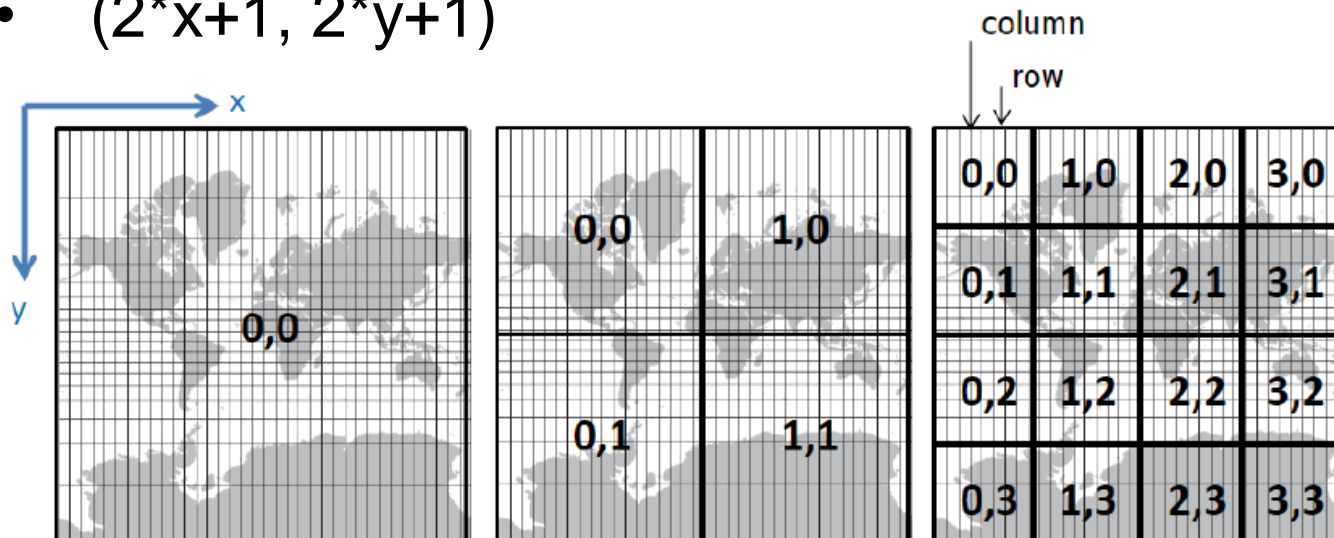 • (2*x+1, 2*y+1)
column
row
x
y
0,0
0,0 1,0
0,1 1,1
0,0 1,0 2,0 3,0
0,1 1,1 2,1 3,1
0,2 1,2 2,2 3,2
0,3 1,3 2,3 3,3